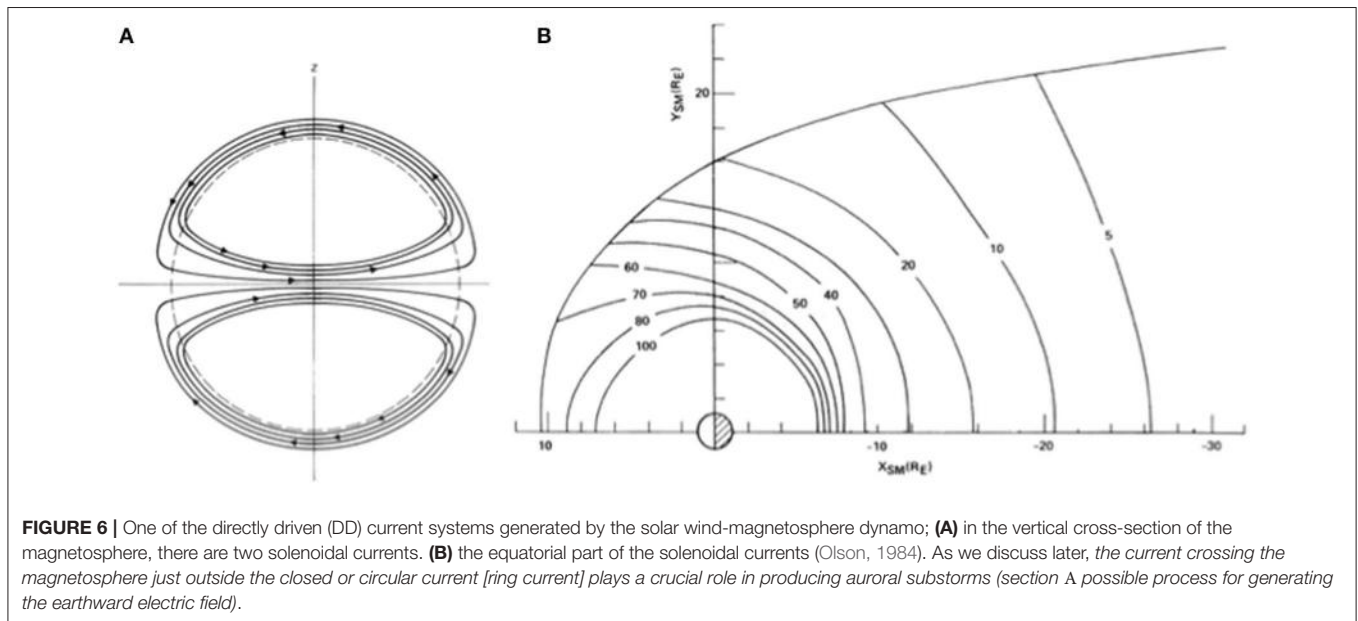 A
B
Z
Y_SM(R_E)
20
60
70
80
100
50
40
20
10
5
10
-10
-20
-30
X_SM(R_E)
FIGURE 6 | One of the directly driven (DD) current systems generated by the solar wind-magnetosphere dynamo; (A) in the vertical cross-section of the
magnetosphere, there are two solenoidal currents. (B) the equatorial part of the solenoidal currents (Olson, 1984). As we discuss later, the current crossing the
magnetosphere just outside the closed or circular current [ring current] plays a crucial role in producing auroral substorms (section A possible process for generating
the earthward electric field).